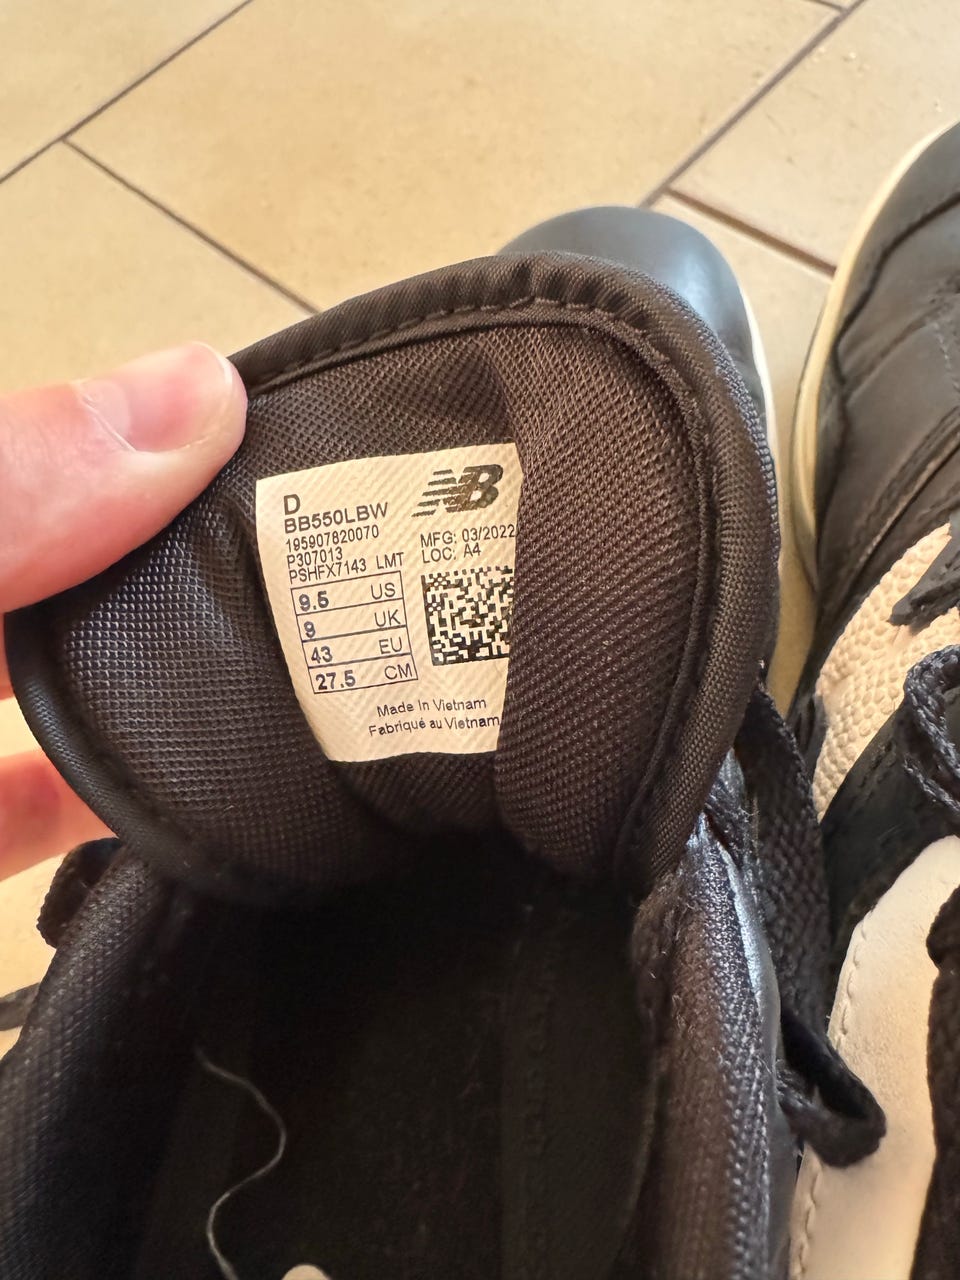 D
BB550LBW
195907820070
P307013
PSHFX7143 LMT
NB
MFG: 03/2022
LOC: A4
9.5 US
9 UK
43 EU
27.5 CM
Made In Vietnam
Fabriqué au Vietnam